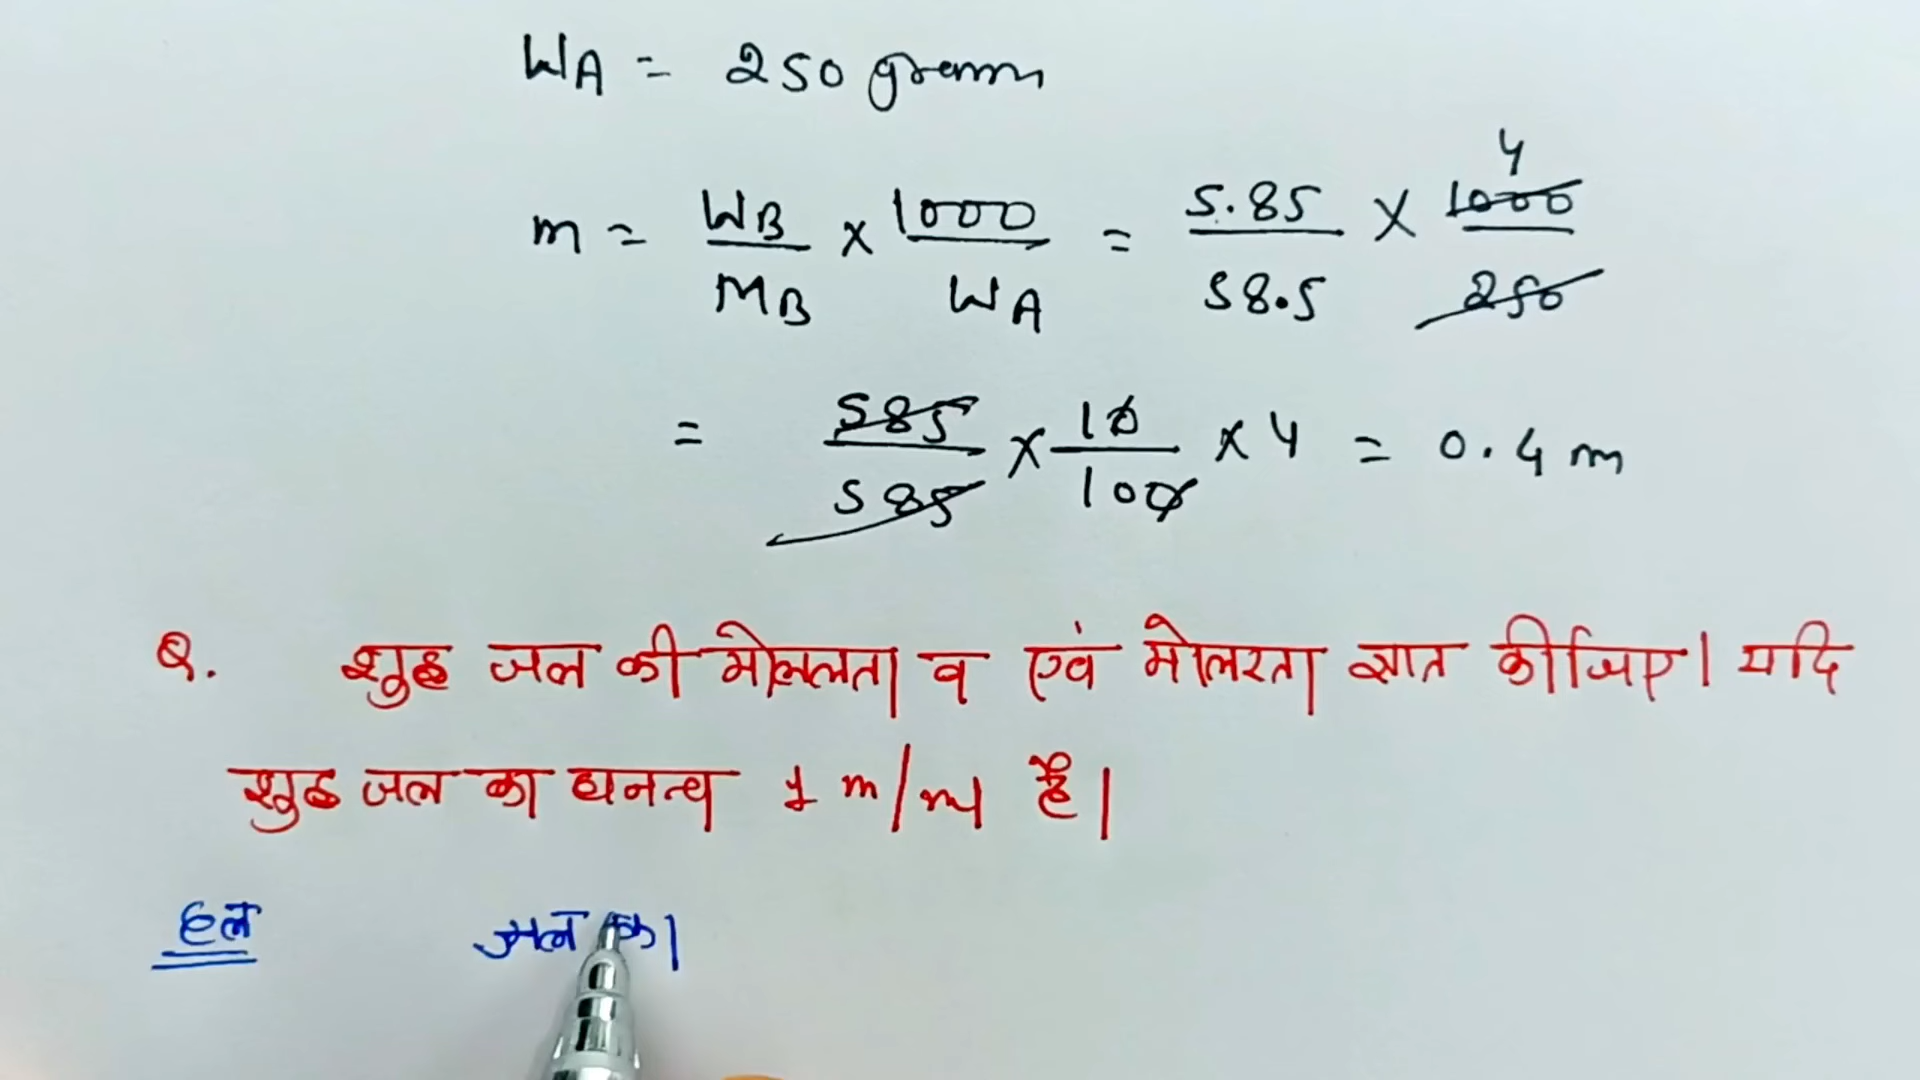 WA = 250 gram
m = WB/MB × 1000/WA = 5.85/58.5 × 1000/250 4
= 585/585 × 10/100 × 4 = 0.4 m
Q. शुद्ध जल की मोललता व एवं मोलरता ज्ञात कीजिए। यदि
शुद्ध जल का घनत्व 1 m/ml है।
हल जल का